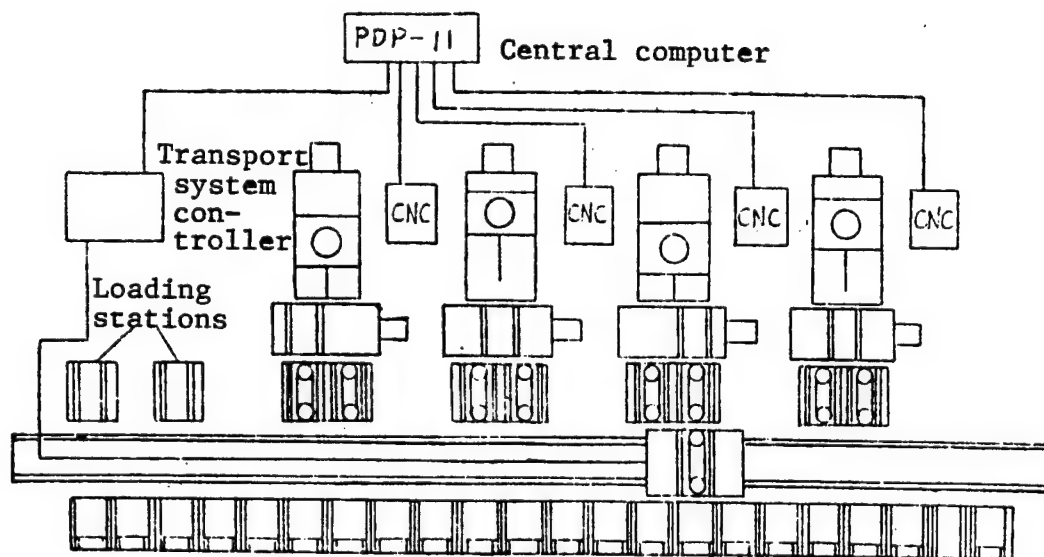 PDP-11
Central computer
Transport
system
con-
troller
CNC
CNC
CNC
CNC
Loading
stations